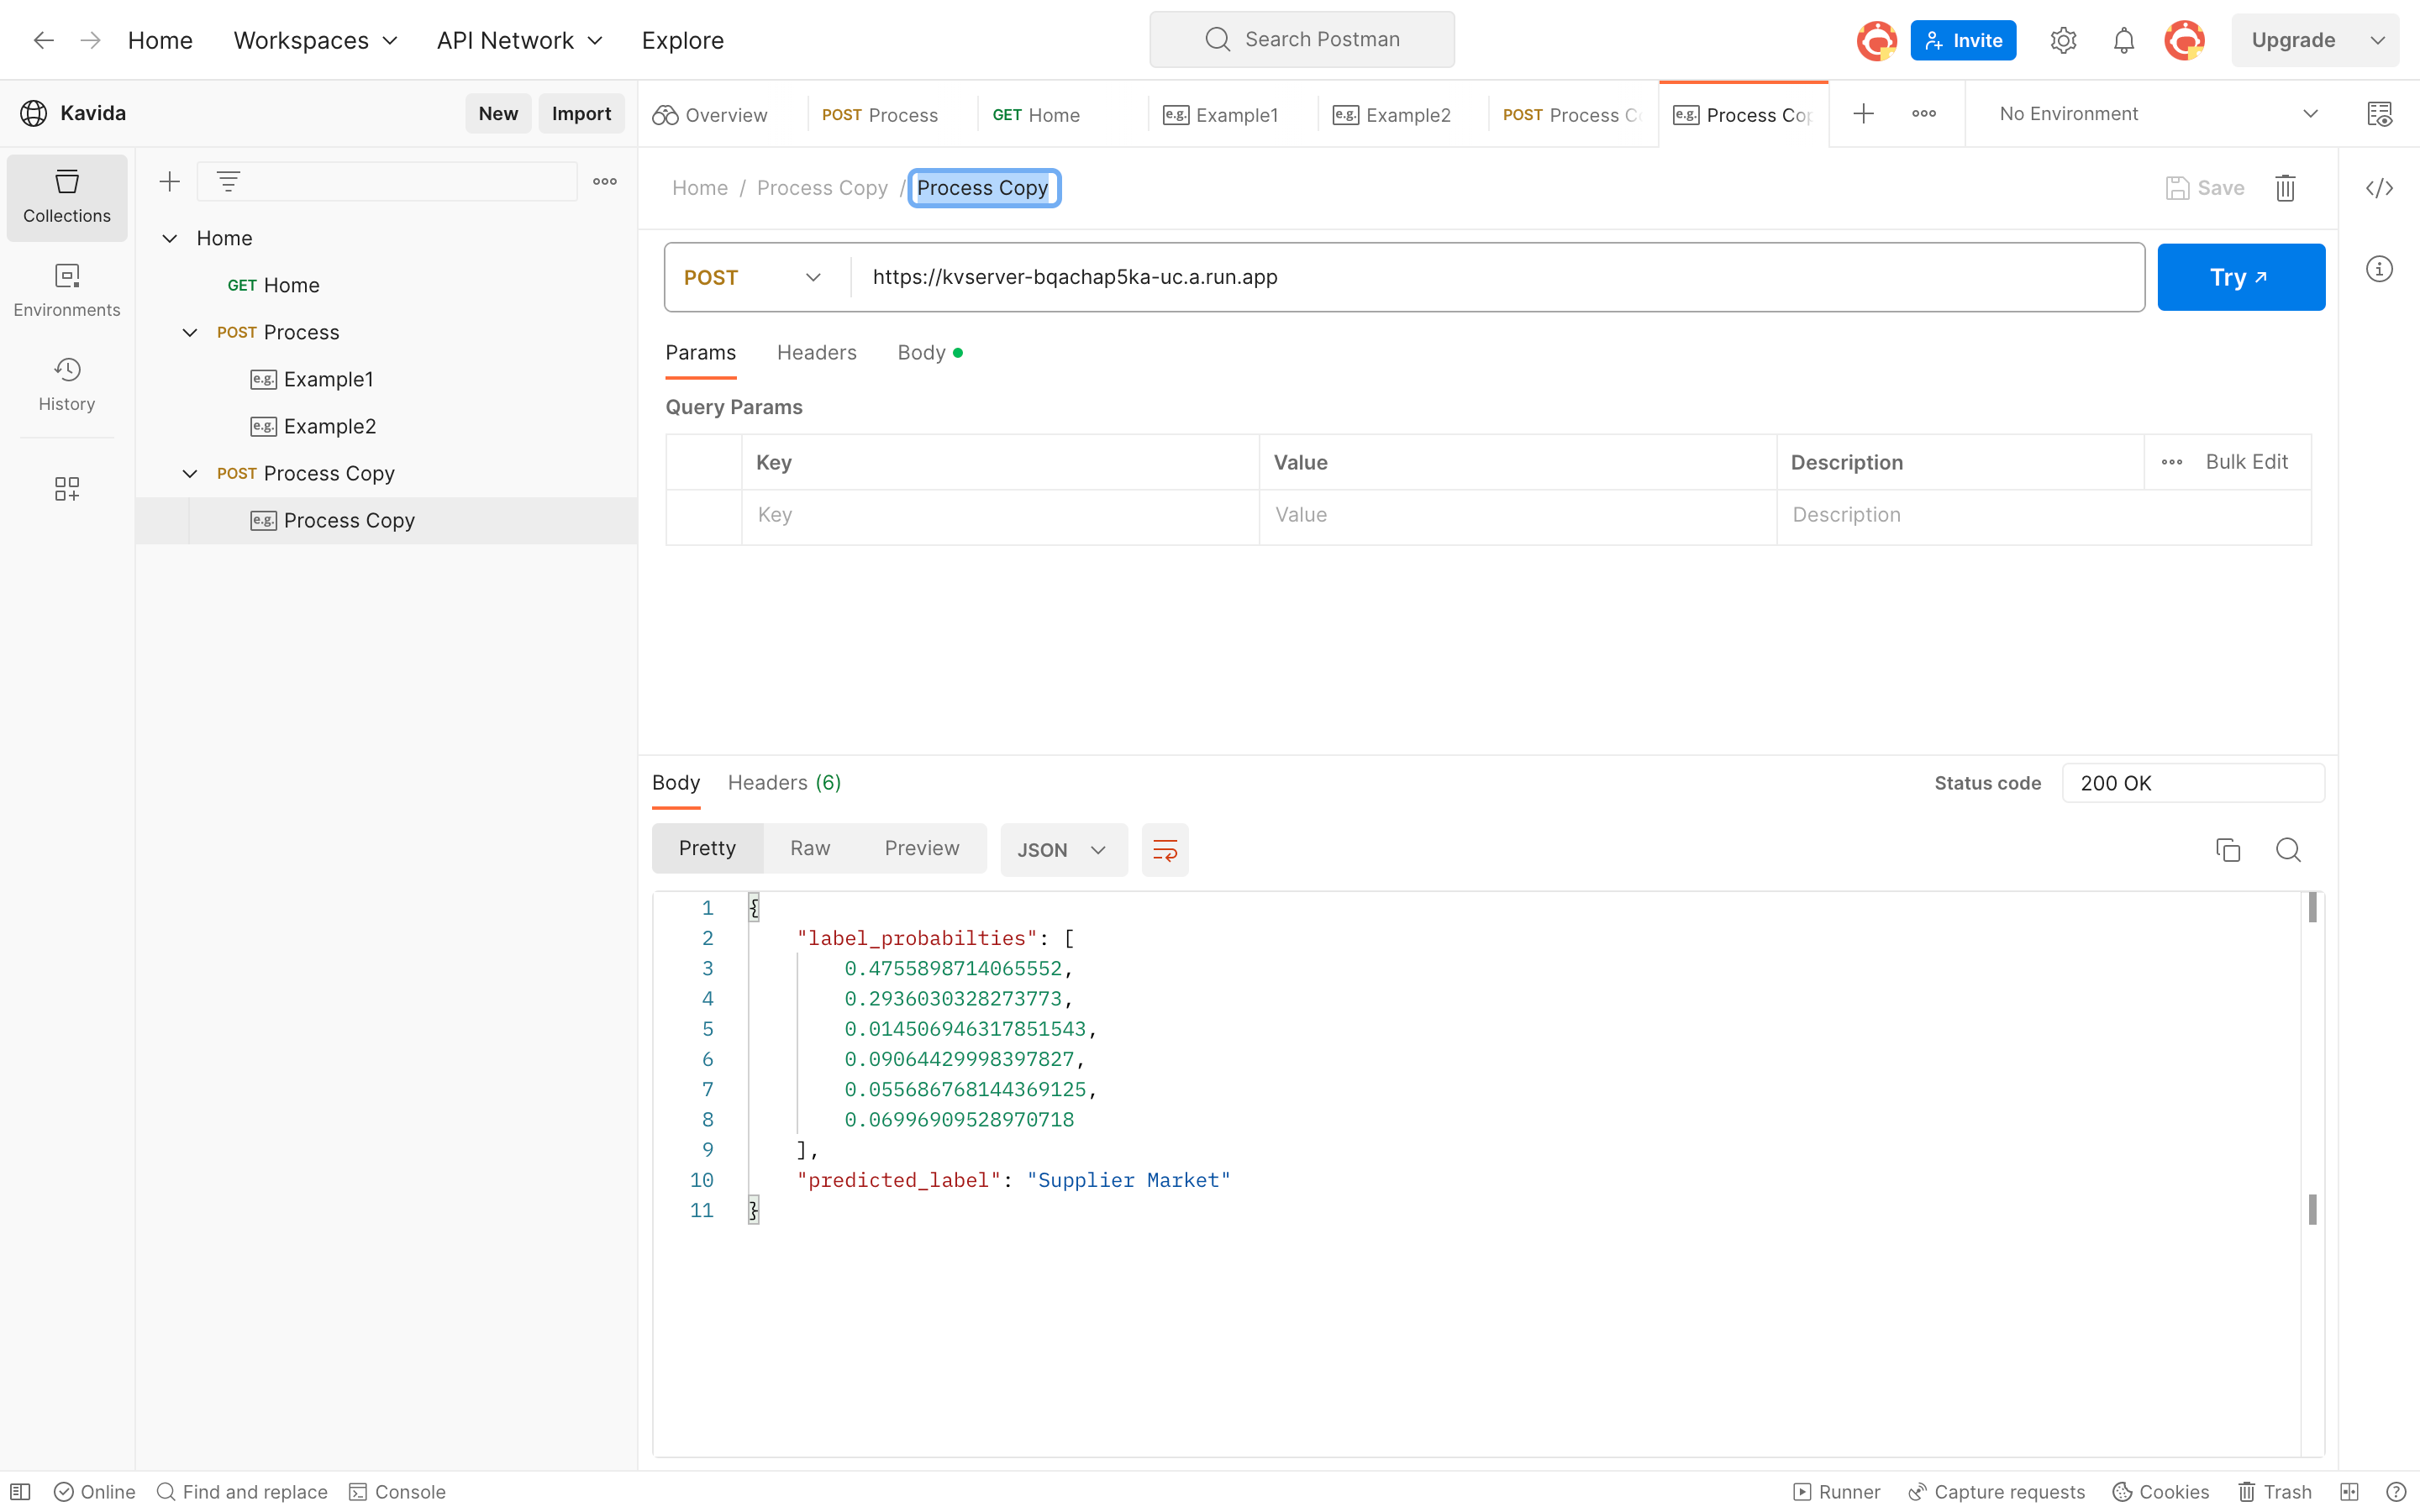 Home Workspaces API Network Explore Search Postman Invite Upgrade
Kavida New Import Overview POST Process GET Home e.g. Example1 e.g. Example2 POST Process C e.g. Process Cop No Environment
Collections
Environments
History
Home
GET Home
POST Process
e.g. Example1
e.g. Example2
POST Process Copy
e.g. Process Copy
Home / Process Copy / Process Copy Save
POST https://kvserver-bqachap5ka-uc.a.run.app Try
Params Headers Body
Query Params
Key Value Description Bulk Edit
Key Value Description
Body Headers (6) Status code 200 OK
Pretty Raw Preview JSON
1 {
2 "label_probabilties": [
3 0.4755898714065552,
4 0.2936030328273773,
5 0.014506946317851543,
6 0.09064429998397827,
7 0.055686768144369125,
8 0.06996909528970718
9 ],
10 "predicted_label": "Supplier Market"
11 }
Online Find and replace Console Runner Capture requests Cookies Trash